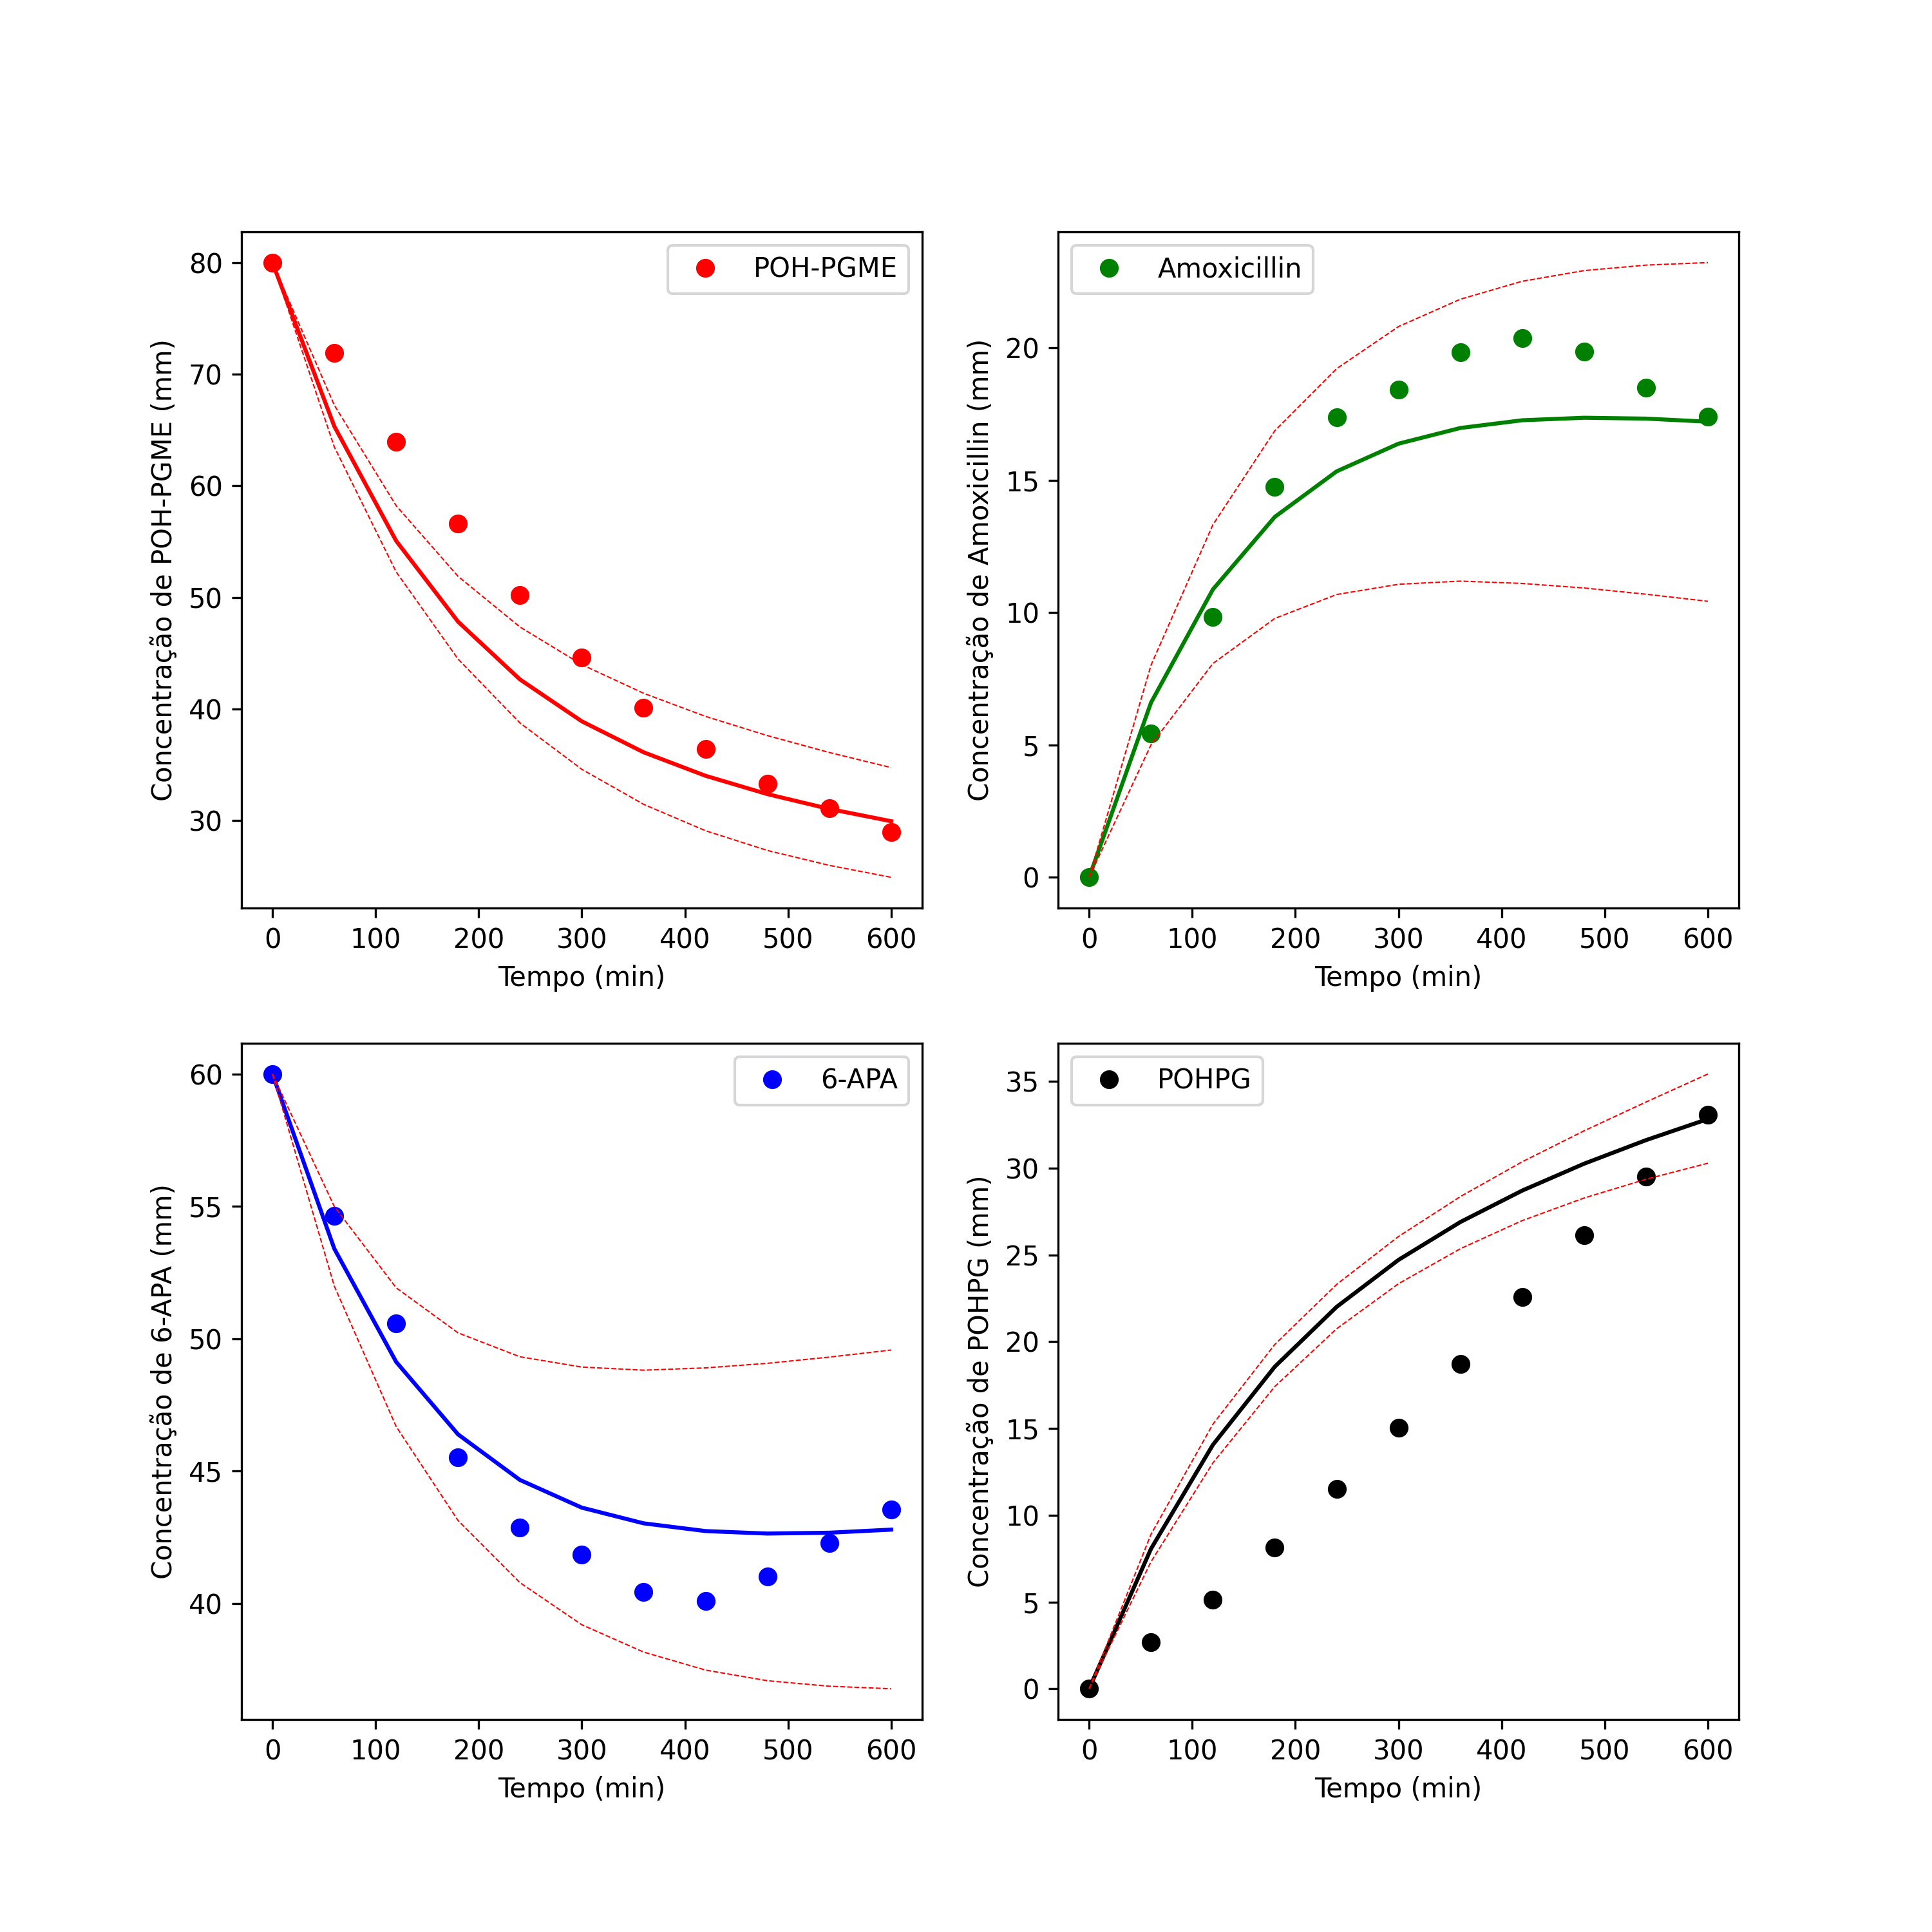 POH-PGME
Concentração de POH-PGME (mm)
80
70
60
50
40
30
0 100 200 300 400 500 600
Tempo (min)
Amoxicillin
Concentração de Amoxicillin (mm)
20
15
10
5
0
0 100 200 300 400 500 600
Tempo (min)
6-APA
Concentração de 6-APA (mm)
60
55
50
45
40
0 100 200 300 400 500 600
Tempo (min)
POHPG
Concentração de POHPG (mm)
35
30
25
20
15
10
5
0
0 100 200 300 400 500 600
Tempo (min)